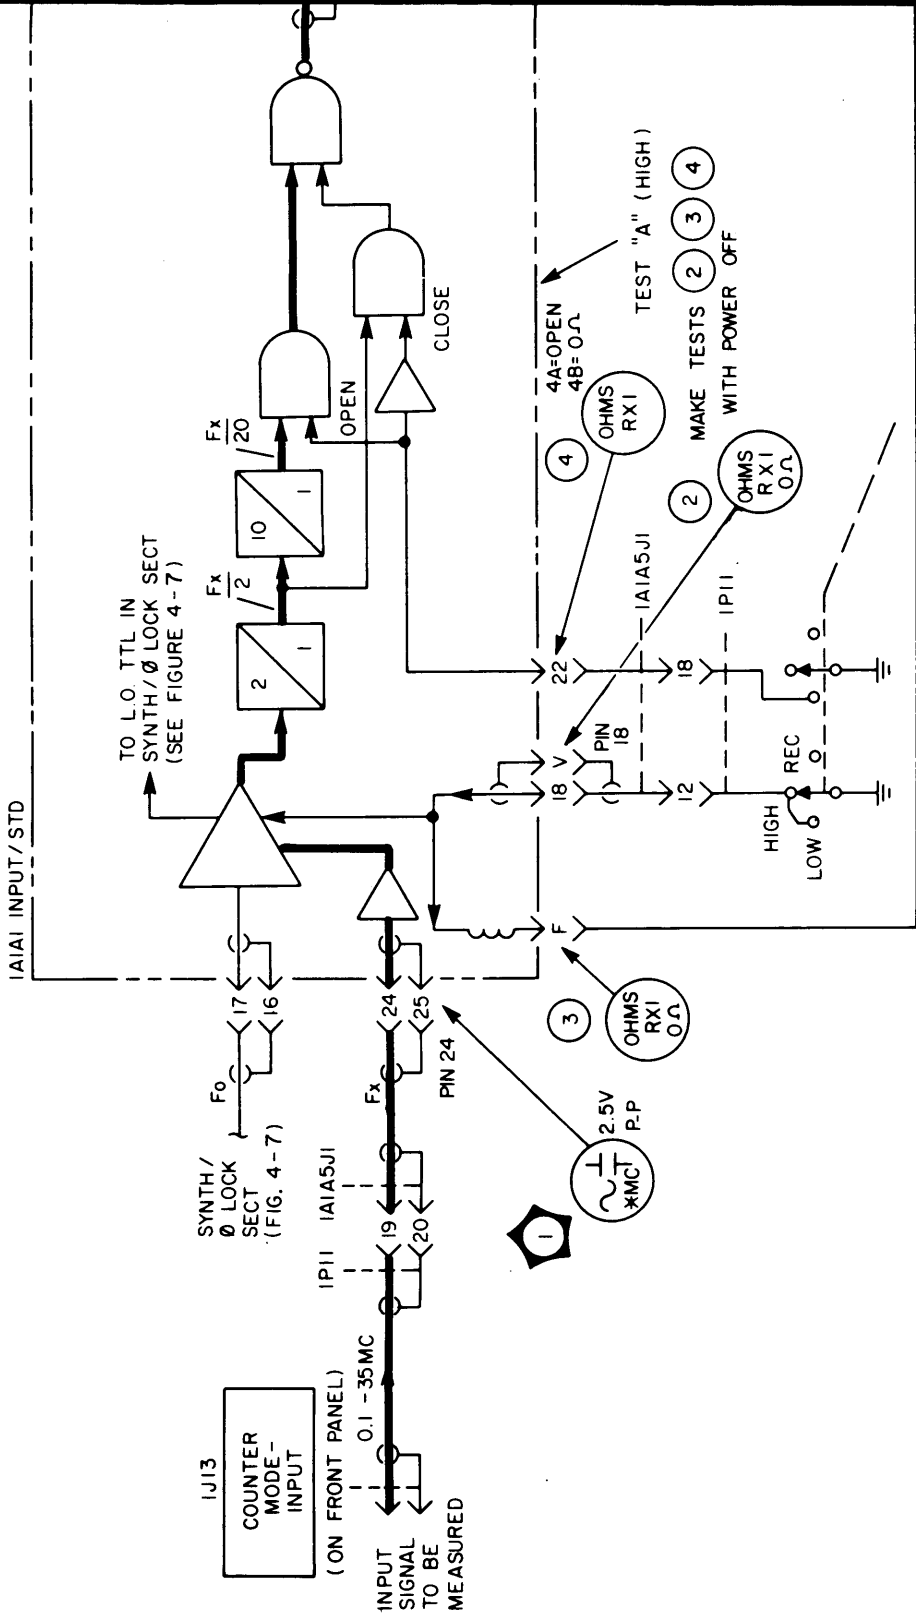 1A1A1 INPUT/STD
TO L.O. TTL IN
SYNTH/Ø LOCK SECT
(SEE FIGURE 4-7)
Fx
2
Fx
20
2
1
10
1
OPEN
CLOSE
SYNTH/
Ø LOCK
SECT
(FIG. 4-7)
Fo
17
16
1J13
COUNTER
MODE-
INPUT
(ON FRONT PANEL)
0.1 - 35MC
INPUT
SIGNAL
TO BE
MEASURED
1P11
1A1A5J1
19
20
Fx
24
25
PIN 24
1
2.5V
P-P
*MC
3
OHMS
RX1
0Ω
F
18
V
PIN
18
22
4
4A=OPEN
4B= 0Ω
OHMS
RX1
TEST "A" (HIGH)
MAKE TESTS 2 3 4
WITH POWER OFF
2
OHMS
RX1
0Ω
1A1A5J1
12
18
1P11
HIGH
LOW
REC